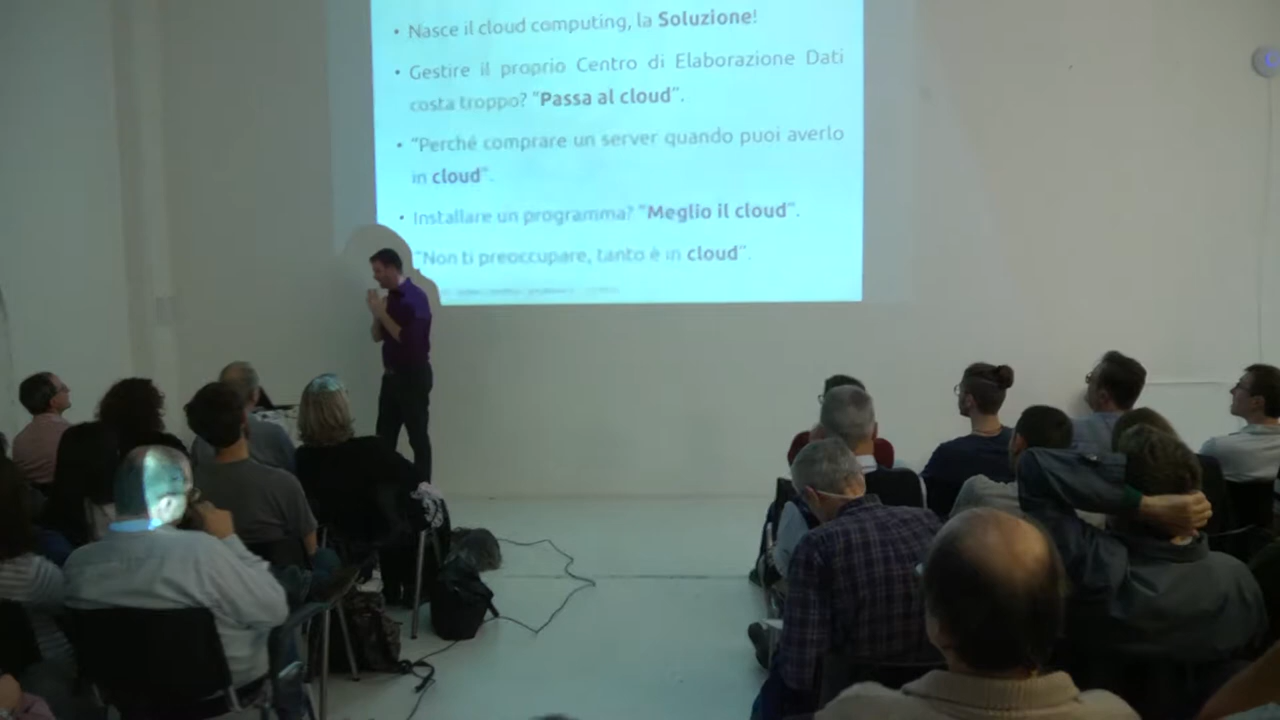 • Nasce il cloud computing, la Soluzione!
• Gestire il proprio Centro di Elaborazione Dati
costa troppo? “Passa al cloud”.
• “Perché comprare un server quando puoi averlo
in cloud”.
• Installare un programma? “Meglio il cloud”.
“Non ti preoccupare, tanto è in cloud”.